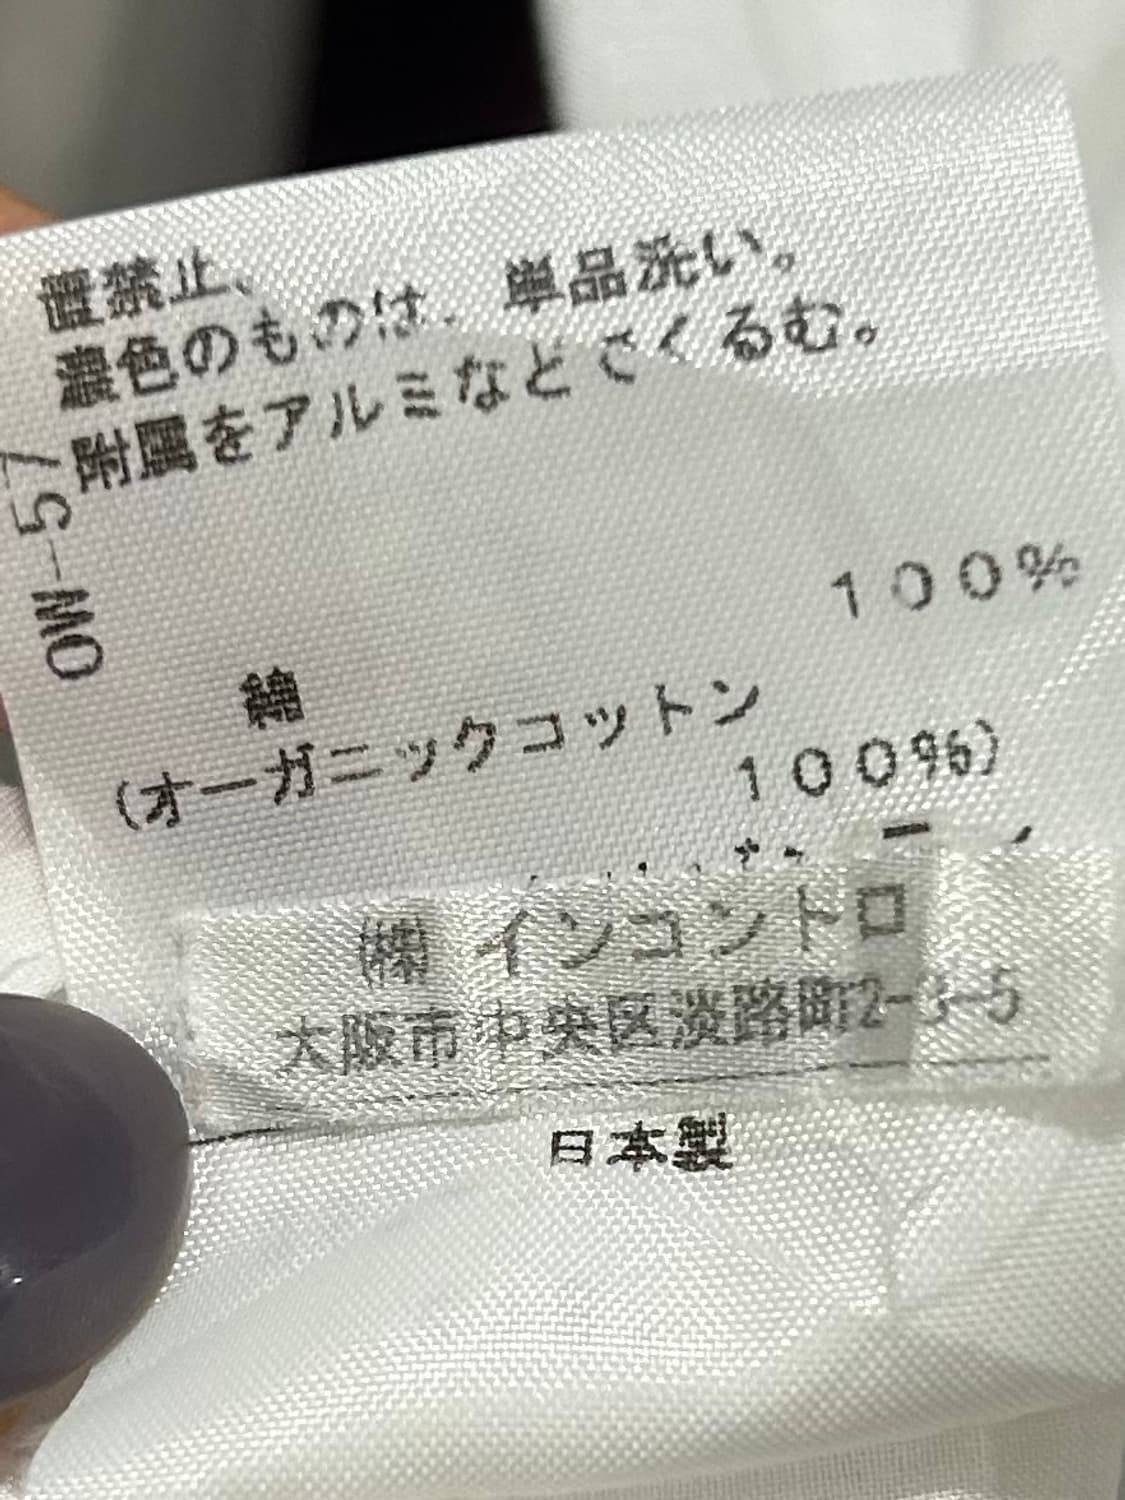 置禁止、
濃色のものは、単品洗い。
附属をアルミなどでくるむ。
OW-57
100%
綿
(オーガニックコットン
100%)
㈱ インコントロ
大阪市中央区淡路町2-3-5
日本製